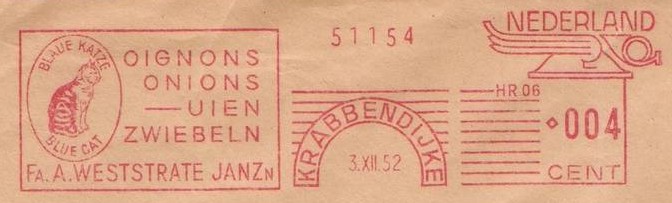 BLAUE KATZE
BLUE CAT
OIGNONS
ONIONS
—UIEN
ZWIEBELN
FA. A. WESTSTRATE JANZN
51154
KRABBENDIJKE
3.XII.52
NEDERLAND
HR.06
004
CENT